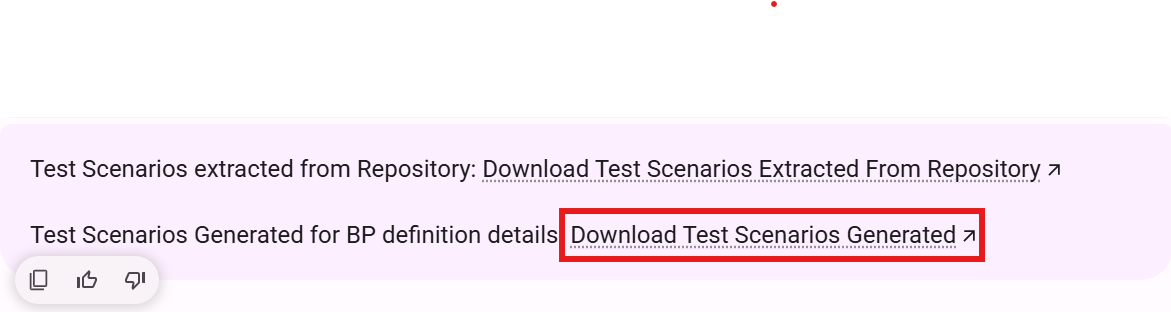 Test Scenarios extracted from Repository: Download Test Scenarios Extracted From Repository
Test Scenarios Generated for BP definition details Download Test Scenarios Generated